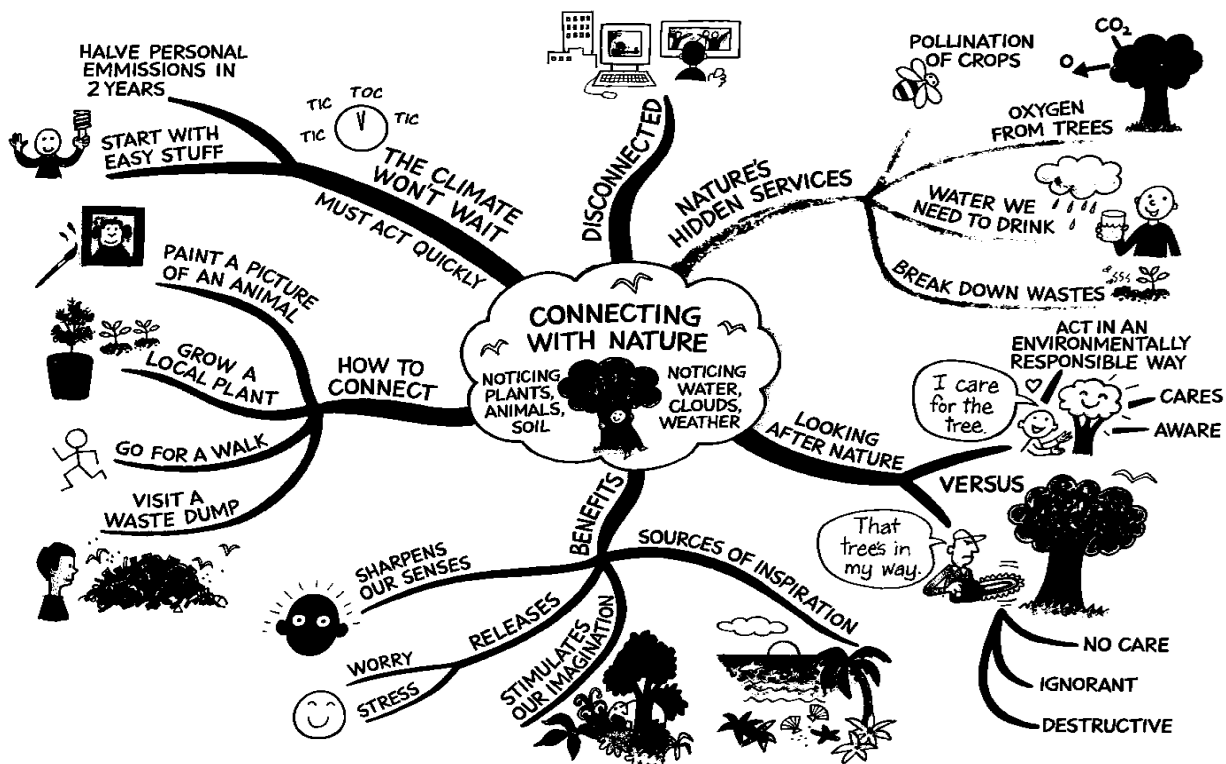 CONNECTING
WITH NATURE
NOTICING
PLANTS,
ANIMALS,
SOIL
NOTICING
WATER,
CLOUDS,
WEATHER
DISCONNECTED
NATURE'S
HIDDEN SERVICES
POLLINATION
OF CROPS
CO2
O
OXYGEN
FROM TREES
WATER WE
NEED TO DRINK
BREAK DOWN WASTES
LOOKING
AFTER NATURE
ACT IN AN
ENVIRONMENTALLY
RESPONSIBLE WAY
I care
for the
tree.
CARES
AWARE
VERSUS
That
tree's in
my way.
NO CARE
IGNORANT
DESTRUCTIVE
BENEFITS
SOURCES OF INSPIRATION
STIMULATES
OUR IMAGINATION
RELEASES
WORRY
STRESS
SHARPENS
OUR SENSES
HOW TO
CONNECT
PAINT A PICTURE
OF AN ANIMAL
GROW A
LOCAL PLANT
GO FOR A WALK
VISIT A
WASTE DUMP
THE CLIMATE
WON'T WAIT
MUST ACT QUICKLY
TIC
TOC
TIC
TIC
HALVE PERSONAL
EMMISSIONS IN
2 YEARS
START WITH
EASY STUFF